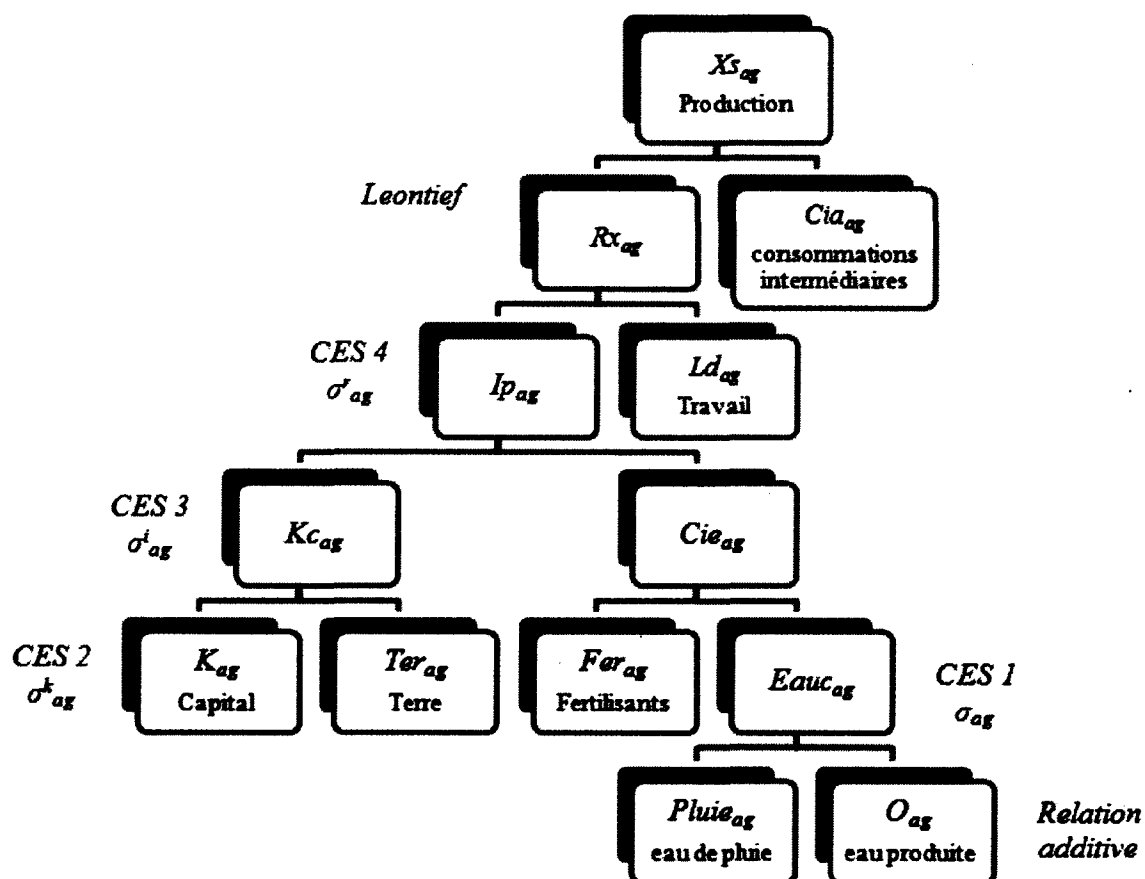 Xs_ag
Production
Leontief
Rx_ag
Cia_ag
consommations
intermédiaires
CES 4
σ^r_ag
Ip_ag
Ld_ag
Travail
CES 3
σ^i_ag
Kc_ag
Cie_ag
CES 2
σ^k_ag
K_ag
Capital
Ter_ag
Terre
Fer_ag
Fertilisants
Eauc_ag
CES 1
σ_ag
Pluie_ag
eau de pluie
O_ag
eau produite
Relation
additive